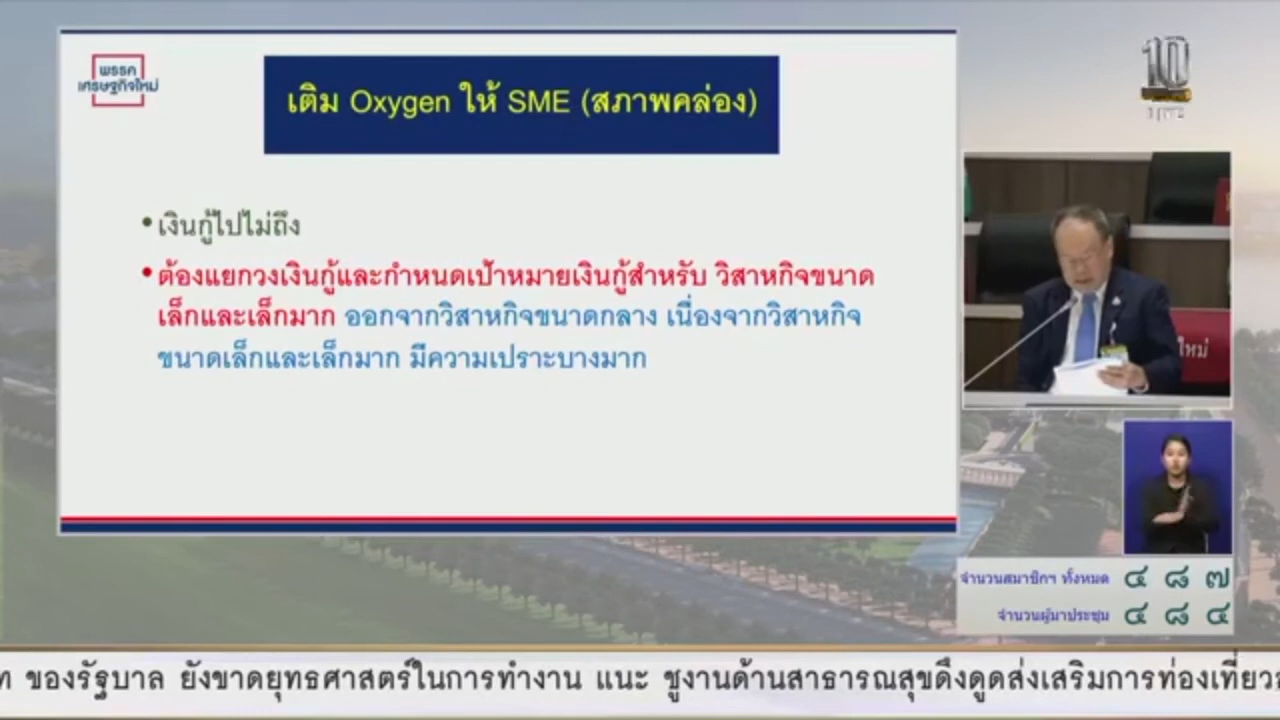 พรรค
เศรษฐกิจใหม่
เติม Oxygen ให้ SME (สภาพคล่อง)
10
•เงินกู้ไปไม่ถึง
•ต้องแยกวงเงินกู้และกำหนดเป้าหมายเงินกู้สำหรับ วิสาหกิจขนาด
เล็กและเล็กมาก ออกจากวิสาหกิจขนาดกลาง เนื่องจากวิสาหกิจ
ขนาดเล็กและเล็กมาก มีความเปราะบางมาก
ใหม่
จำนวนสมาชิกฯ ทั้งหมด ๔ ๘ ๗
จำนวนผู้มาประชุม ๔ ๘ ๔
ท ของรัฐบาล ยังขาดยุทธศาสตร์ในการทำงาน แนะ ชูงานด้านสาธารณสุขดึงดูดส่งเสริมการท่องเที่ยว